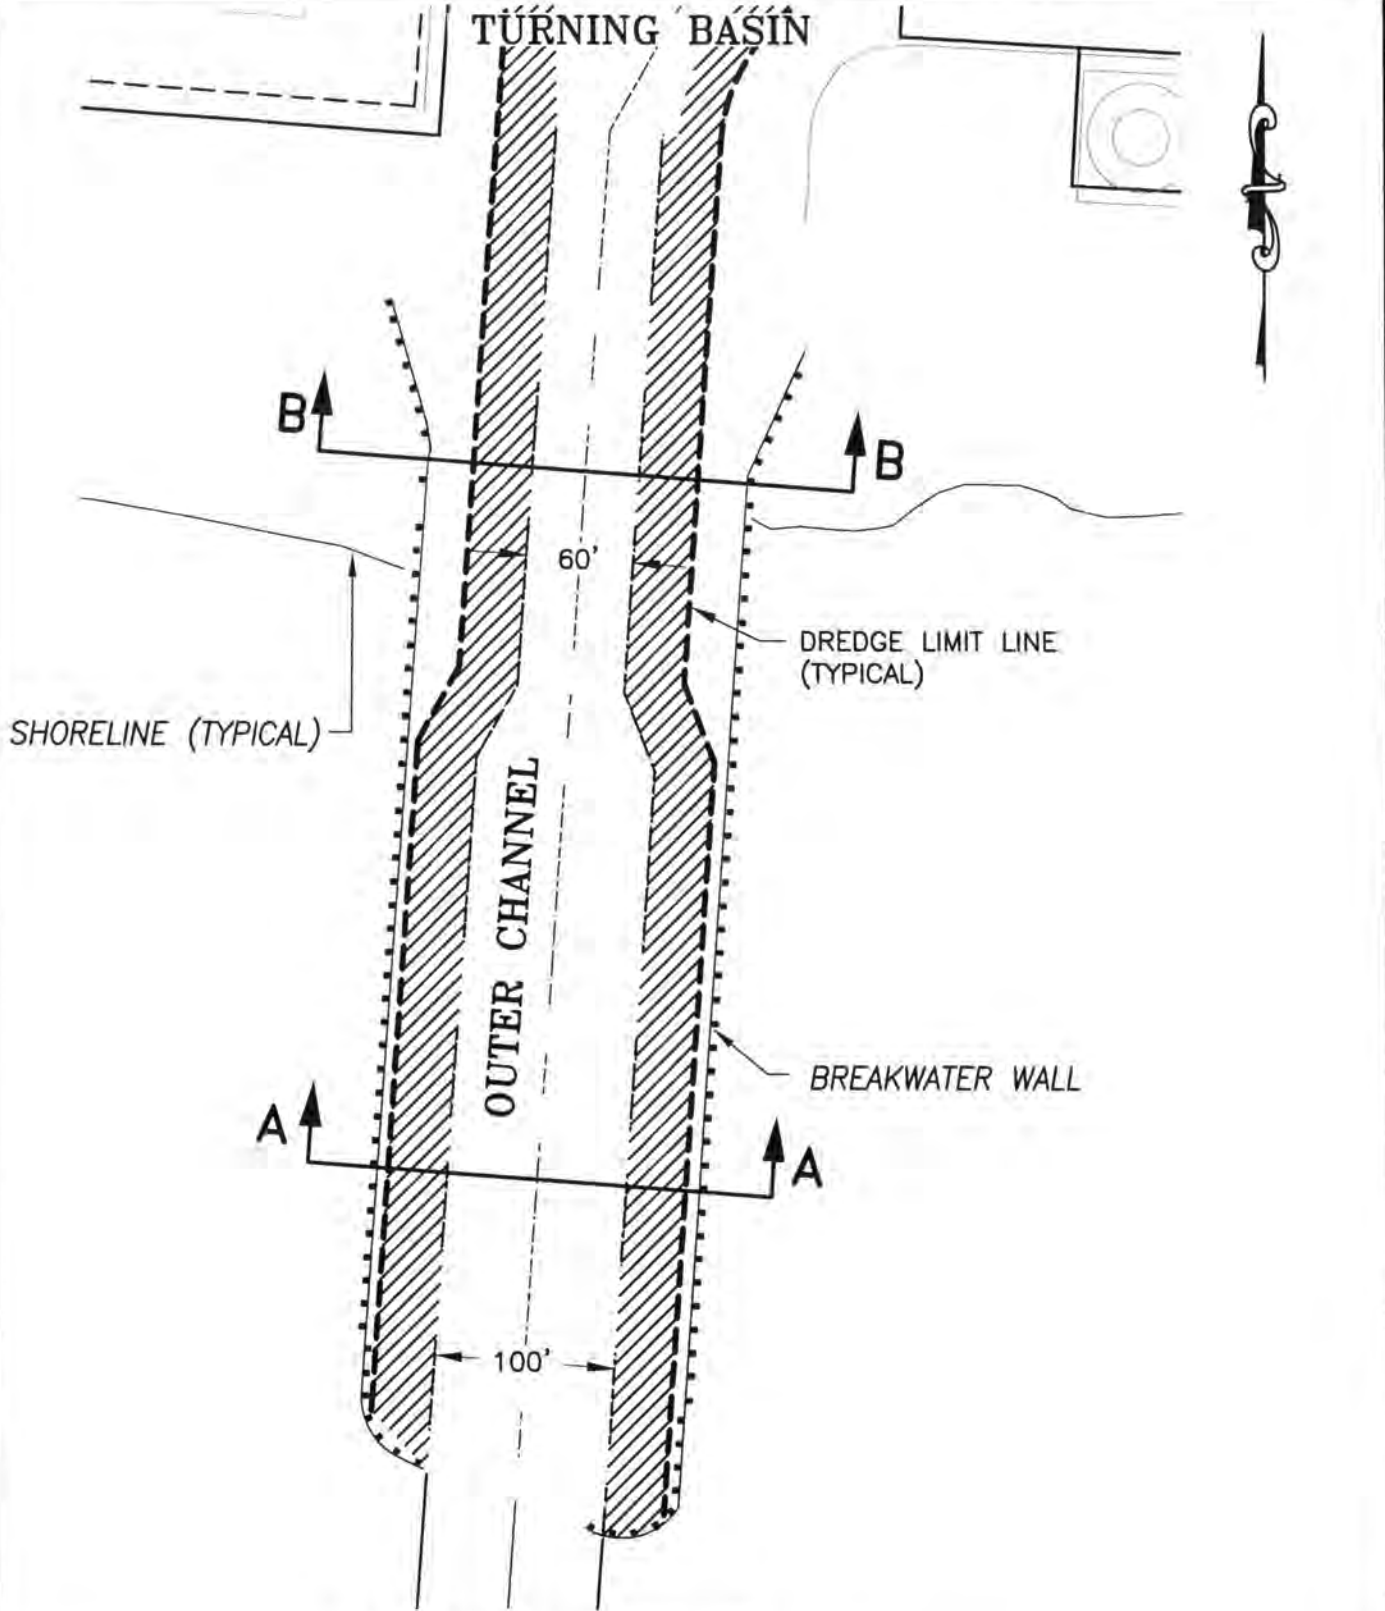 TURNING BASIN
B
B
60'
DREDGE LIMIT LINE
(TYPICAL)
SHORELINE (TYPICAL)
OUTER CHANNEL
BREAKWATER WALL
A
A
100'